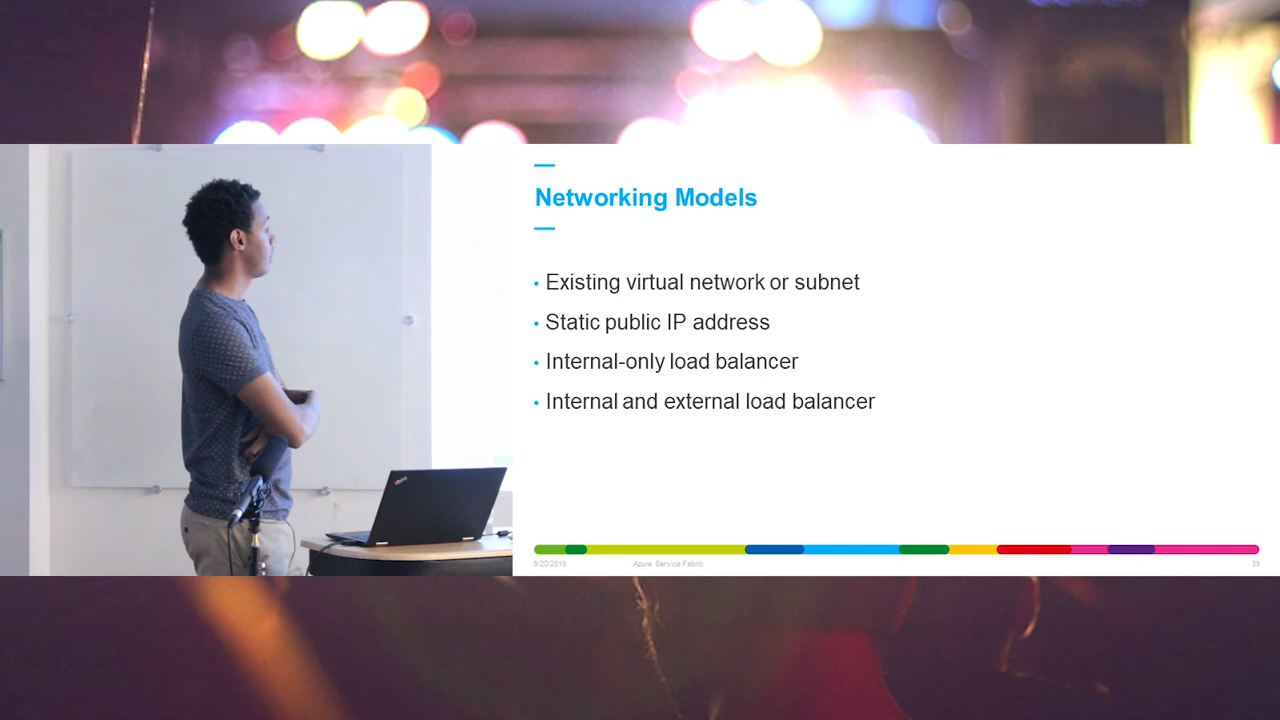 Networking Models
• Existing virtual network or subnet
• Static public IP address
• Internal-only load balancer
• Internal and external load balancer
9/20/2018 Azure Service Fabric 39